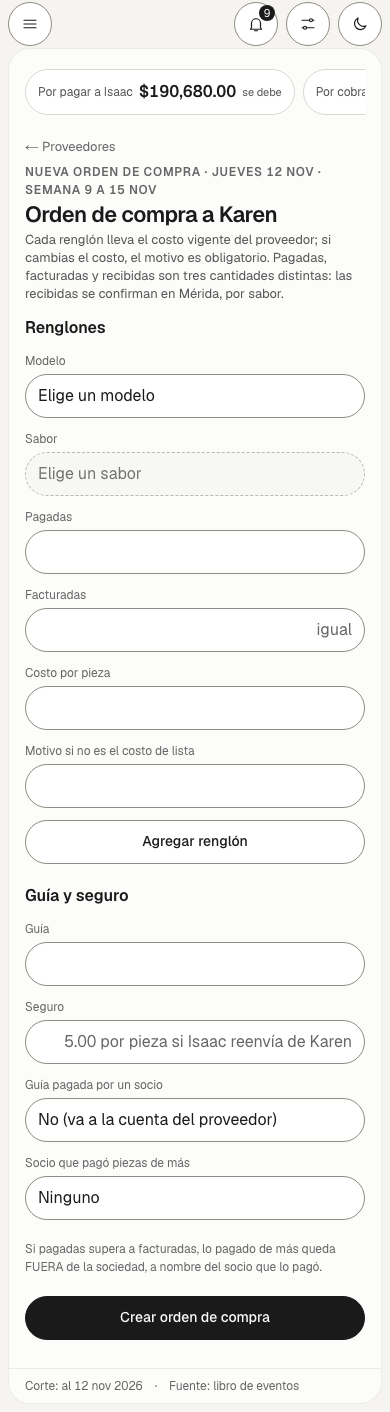 9
Por pagar a Isaac $190,680.00 se debe
Por cobra
← Proveedores
NUEVA ORDEN DE COMPRA · JUEVES 12 NOV ·
SEMANA 9 A 15 NOV
Orden de compra a Karen
Cada renglón lleva el costo vigente del proveedor; si
cambias el costo, el motivo es obligatorio. Pagadas,
facturadas y recibidas son tres cantidades distintas: las
recibidas se confirman en Mérida, por sabor.
Renglones
Modelo
Elige un modelo
Sabor
Elige un sabor
Pagadas
Facturadas
igual
Costo por pieza
Motivo si no es el costo de lista
Agregar renglón
Guía y seguro
Guía
Seguro
5.00 por pieza si Isaac reenvía de Karen
Guía pagada por un socio
No (va a la cuenta del proveedor)
Socio que pagó piezas de más
Ninguno
Si pagadas supera a facturadas, lo pagado de más queda
FUERA de la sociedad, a nombre del socio que lo pagó.
Crear orden de compra
Corte: al 12 nov 2026 · Fuente: libro de eventos